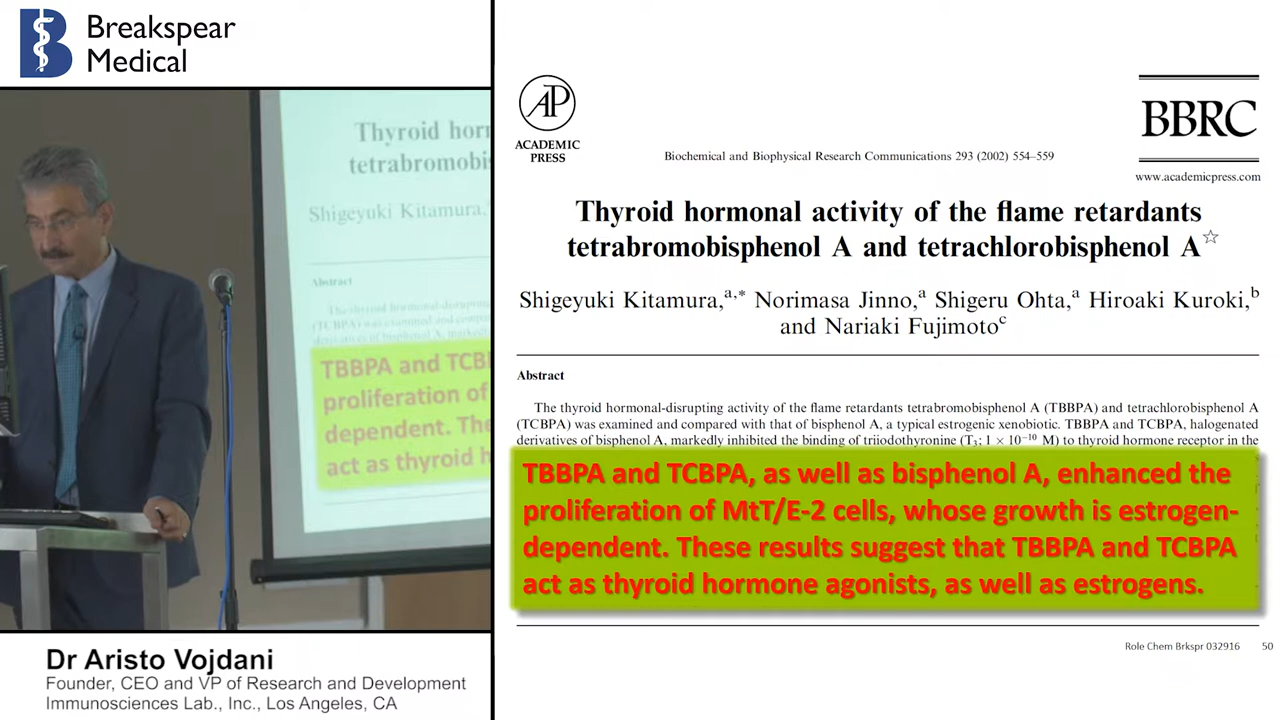 Breakspear
Medical
Thyroid horm
tetrabromobis
Shigeyuki Kitamura,
Abstract
TBBPA and TCB
proliferation of
dependent. The
act as thyroid h
Dr Aristo Vojdani
Founder, CEO and VP of Research and Development
Immunosciences Lab., Inc., Los Angeles, CA
AP
ACADEMIC
PRESS
BBRC
Biochemical and Biophysical Research Communications 293 (2002) 554–559
www.academicpress.com
Thyroid hormonal activity of the flame retardants
tetrabromobisphenol A and tetrachlorobisphenol A☆
Shigeyuki Kitamura,a,* Norimasa Jinno,a Shigeru Ohta,a Hiroaki Kuroki,b
and Nariaki Fujimotoc
Abstract
The thyroid hormonal-disrupting activity of the flame retardants tetrabromobisphenol A (TBBPA) and tetrachlorobisphenol A
(TCBPA) was examined and compared with that of bisphenol A, a typical estrogenic xenobiotic. TBBPA and TCBPA, halogenated
derivatives of bisphenol A, markedly inhibited the binding of triiodothyronine (T3; 1 × 10−10 M) to thyroid hormone receptor in the
TBBPA and TCBPA, as well as bisphenol A, enhanced the
proliferation of MtT/E-2 cells, whose growth is estrogen-
dependent. These results suggest that TBBPA and TCBPA
act as thyroid hormone agonists, as well as estrogens.
Role Chem Brkspr 032916 50